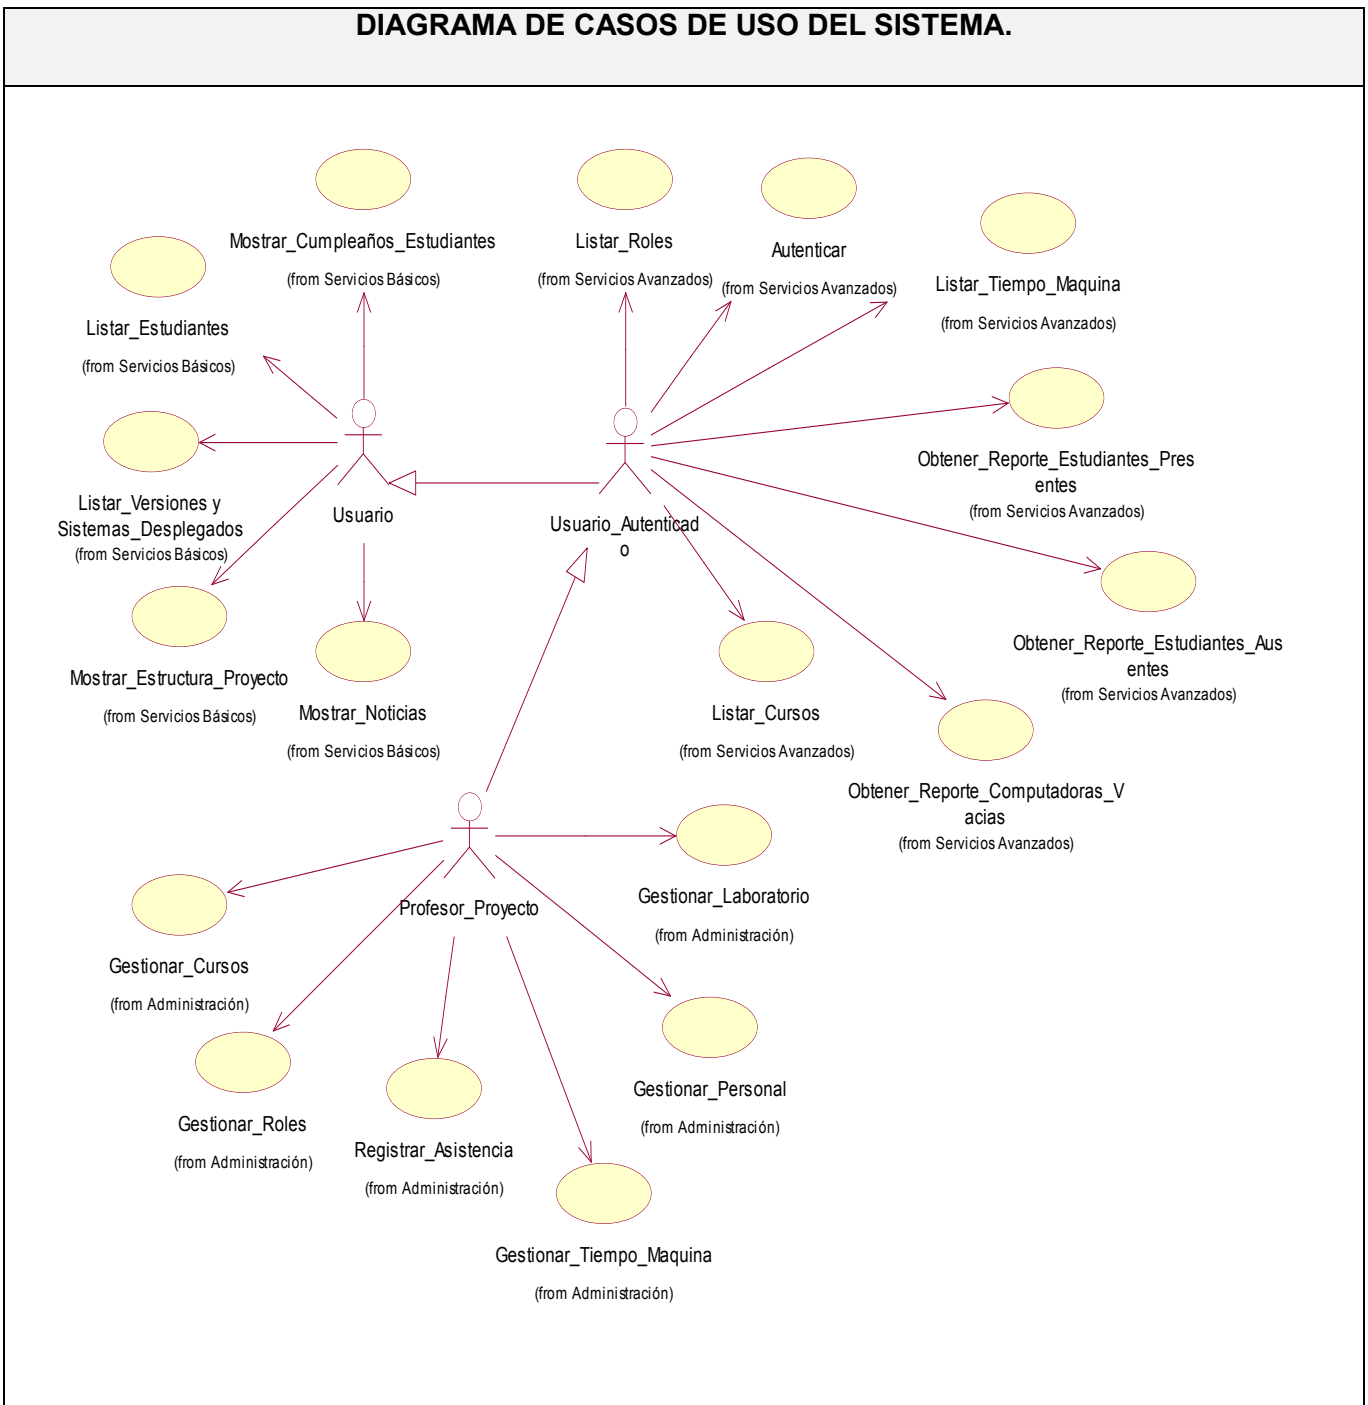 DIAGRAMA DE CASOS DE USO DEL SISTEMA.
Mostrar_Cumpleaños_Estudiantes
(from Servicios Básicos)
Listar_Roles
(from Servicios Avanzados)
Autenticar
(from Servicios Avanzados)
Listar_Tiempo_Maquina
(from Servicios Avanzados)
Listar_Estudiantes
(from Servicios Básicos)
Listar_Versiones y
Sistemas_Desplegados
(from Servicios Básicos)
Usuario
Usuario_Autenticad
o
Obtener_Reporte_Estudiantes_Pres
entes
(from Servicios Avanzados)
Obtener_Reporte_Estudiantes_Aus
entes
(from Servicios Avanzados)
Mostrar_Estructura_Proyecto
(from Servicios Básicos)
Mostrar_Noticias
(from Servicios Básicos)
Listar_Cursos
(from Servicios Avanzados)
Obtener_Reporte_Computadoras_V
acias
(from Servicios Avanzados)
Profesor_Proyecto
Gestionar_Laboratorio
(from Administración)
Gestionar_Cursos
(from Administración)
Gestionar_Personal
(from Administración)
Gestionar_Roles
(from Administración)
Registrar_Asistencia
(from Administración)
Gestionar_Tiempo_Maquina
(from Administración)